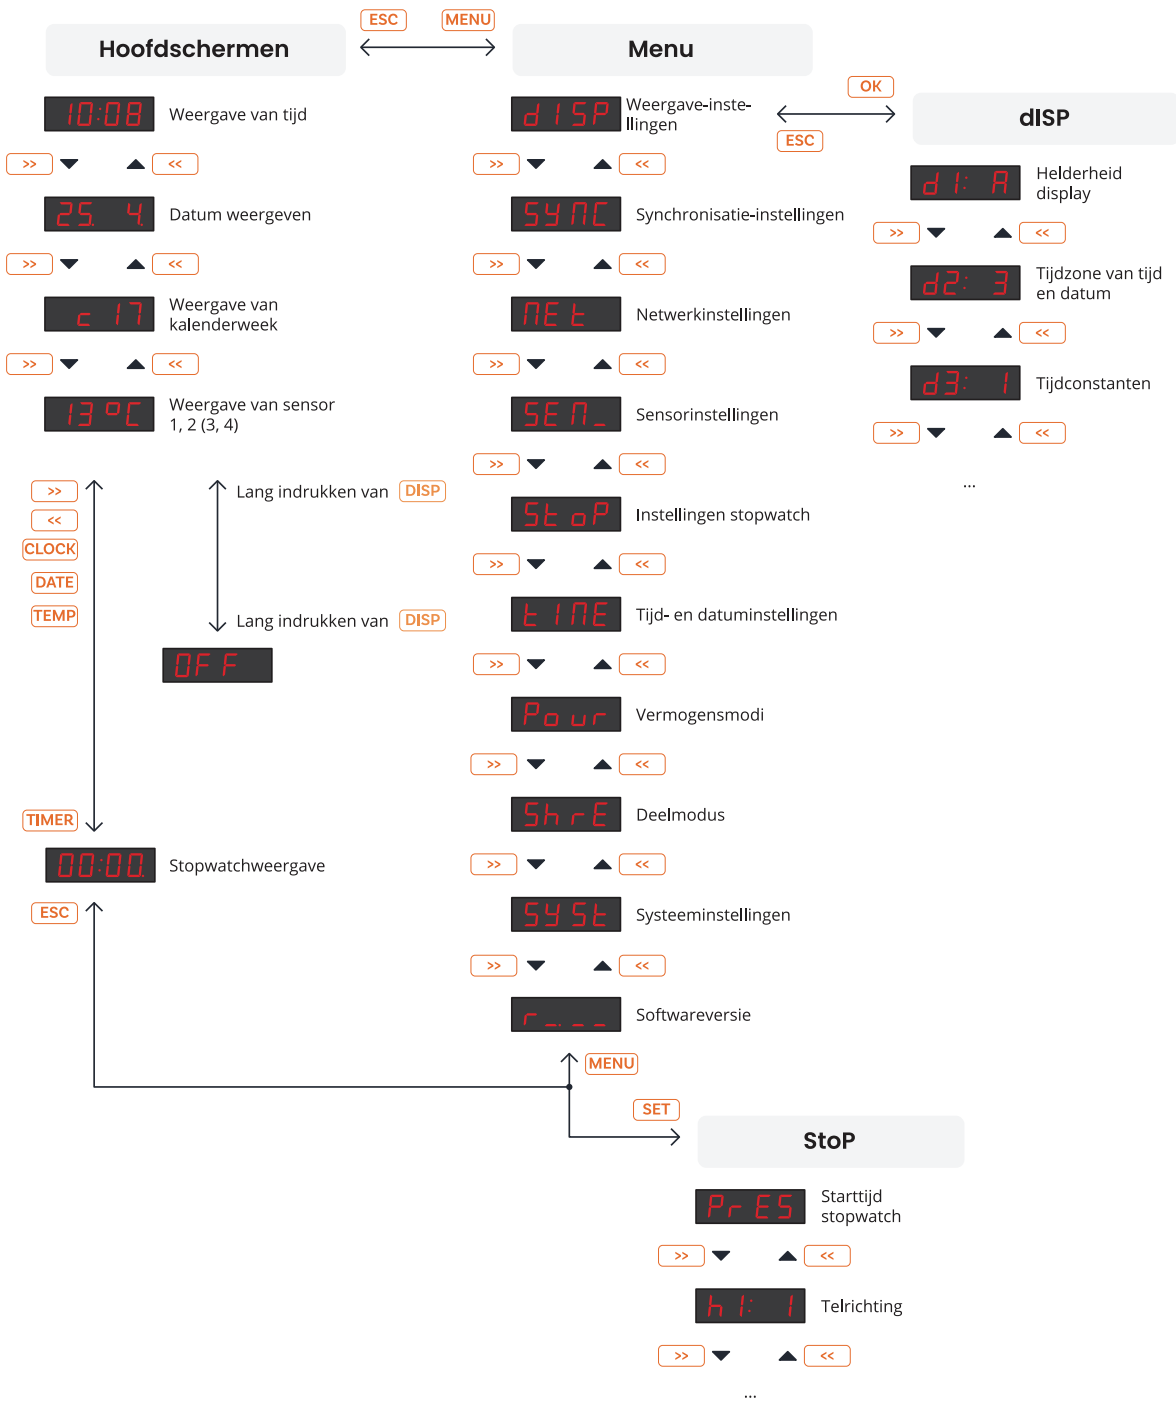 ESC MENU
Hoofdschermen
Menu
OK
ESC
dISP
10:08 Weergave van tijd
>> <<
25. 4. Datum weergeven
>> <<
c 17 Weergave van
kalenderweek
>> <<
13 °C Weergave van sensor
1, 2 (3, 4)
>>
<<
CLOCK
DATE
TEMP
Lang indrukken van DISP
Lang indrukken van DISP
OFF
TIMER
00:00. Stopwatchweergave
ESC
dISP Weergave-inste-
llingen
>> <<
SYNC Synchronisatie-instellingen
>> <<
NEt Netwerkinstellingen
>> <<
SEN_ Sensorinstellingen
>> <<
StoP Instellingen stopwatch
>> <<
tIME Tijd- en datuminstellingen
>> <<
Pour Vermogensmodi
>> <<
ShrE Deelmodus
>> <<
SYSt Systeeminstellingen
>> <<
r_._ _ Softwareversie
MENU
SET
d1: A Helderheid
display
>> <<
d2: 3 Tijdzone van tijd
en datum
>> <<
d3: 1 Tijdconstanten
>> <<
...
StoP
PrES Starttijd
stopwatch
>> <<
h1: 1 Telrichting
>> <<
...